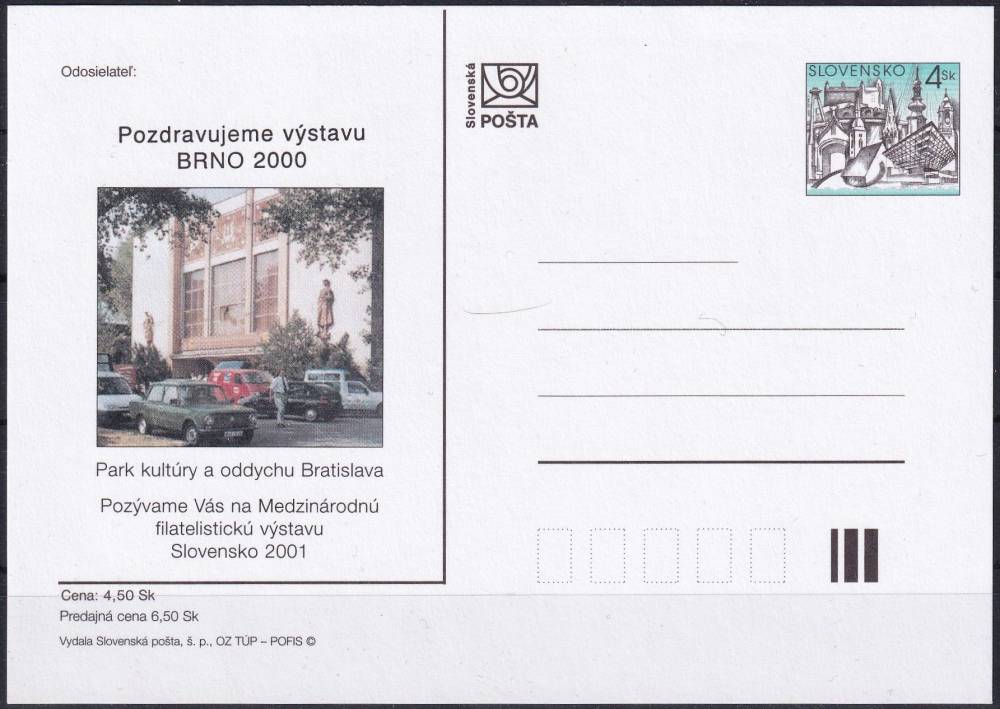 Odosielateľ:
Pozdravujeme výstavu
BRNO 2000
Park kultúry a oddychu Bratislava
Pozývame Vás na Medzinárodnú
filatelistickú výstavu
Slovensko 2001
Cena: 4,50 Sk
Predajná cena 6,50 Sk
Vydala Slovenská pošta, š. p., OZ TÚP – POFIS ©
Slovenská
POŠTA
SLOVENSKO 4 Sk